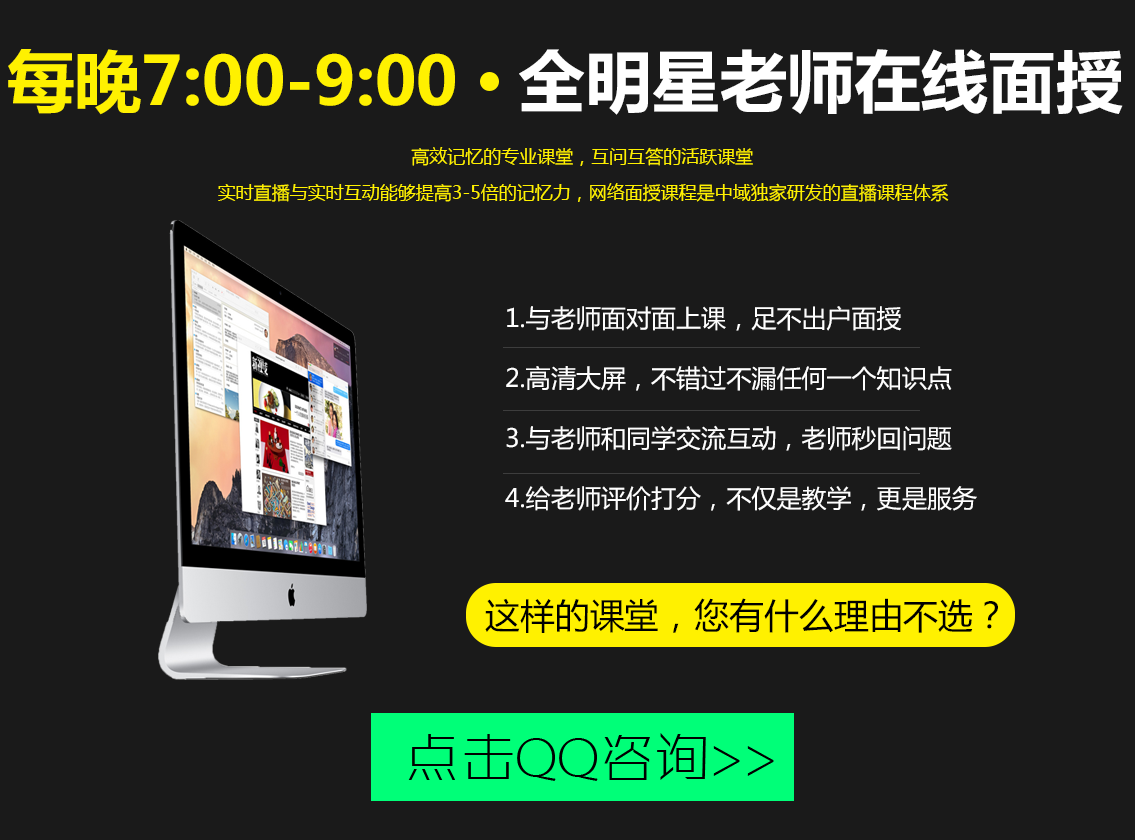 每晚7:00-9:00·全明星老师在线面授
高效记忆的专业课堂，互问互答的活跃课堂
实时直播与实时互动能够提高3-5倍的记忆力，网络面授课程是中域独家研发的直播课程体系
1.与老师面对面上课，足不出户面授
2.高清大屏，不错过不漏任何一个知识点
3.与老师和同学交流互动，老师秒回问题
4.给老师评价打分，不仅是教学，更是服务
这样的课堂，您有什么理由不选？
点击QQ咨询>>